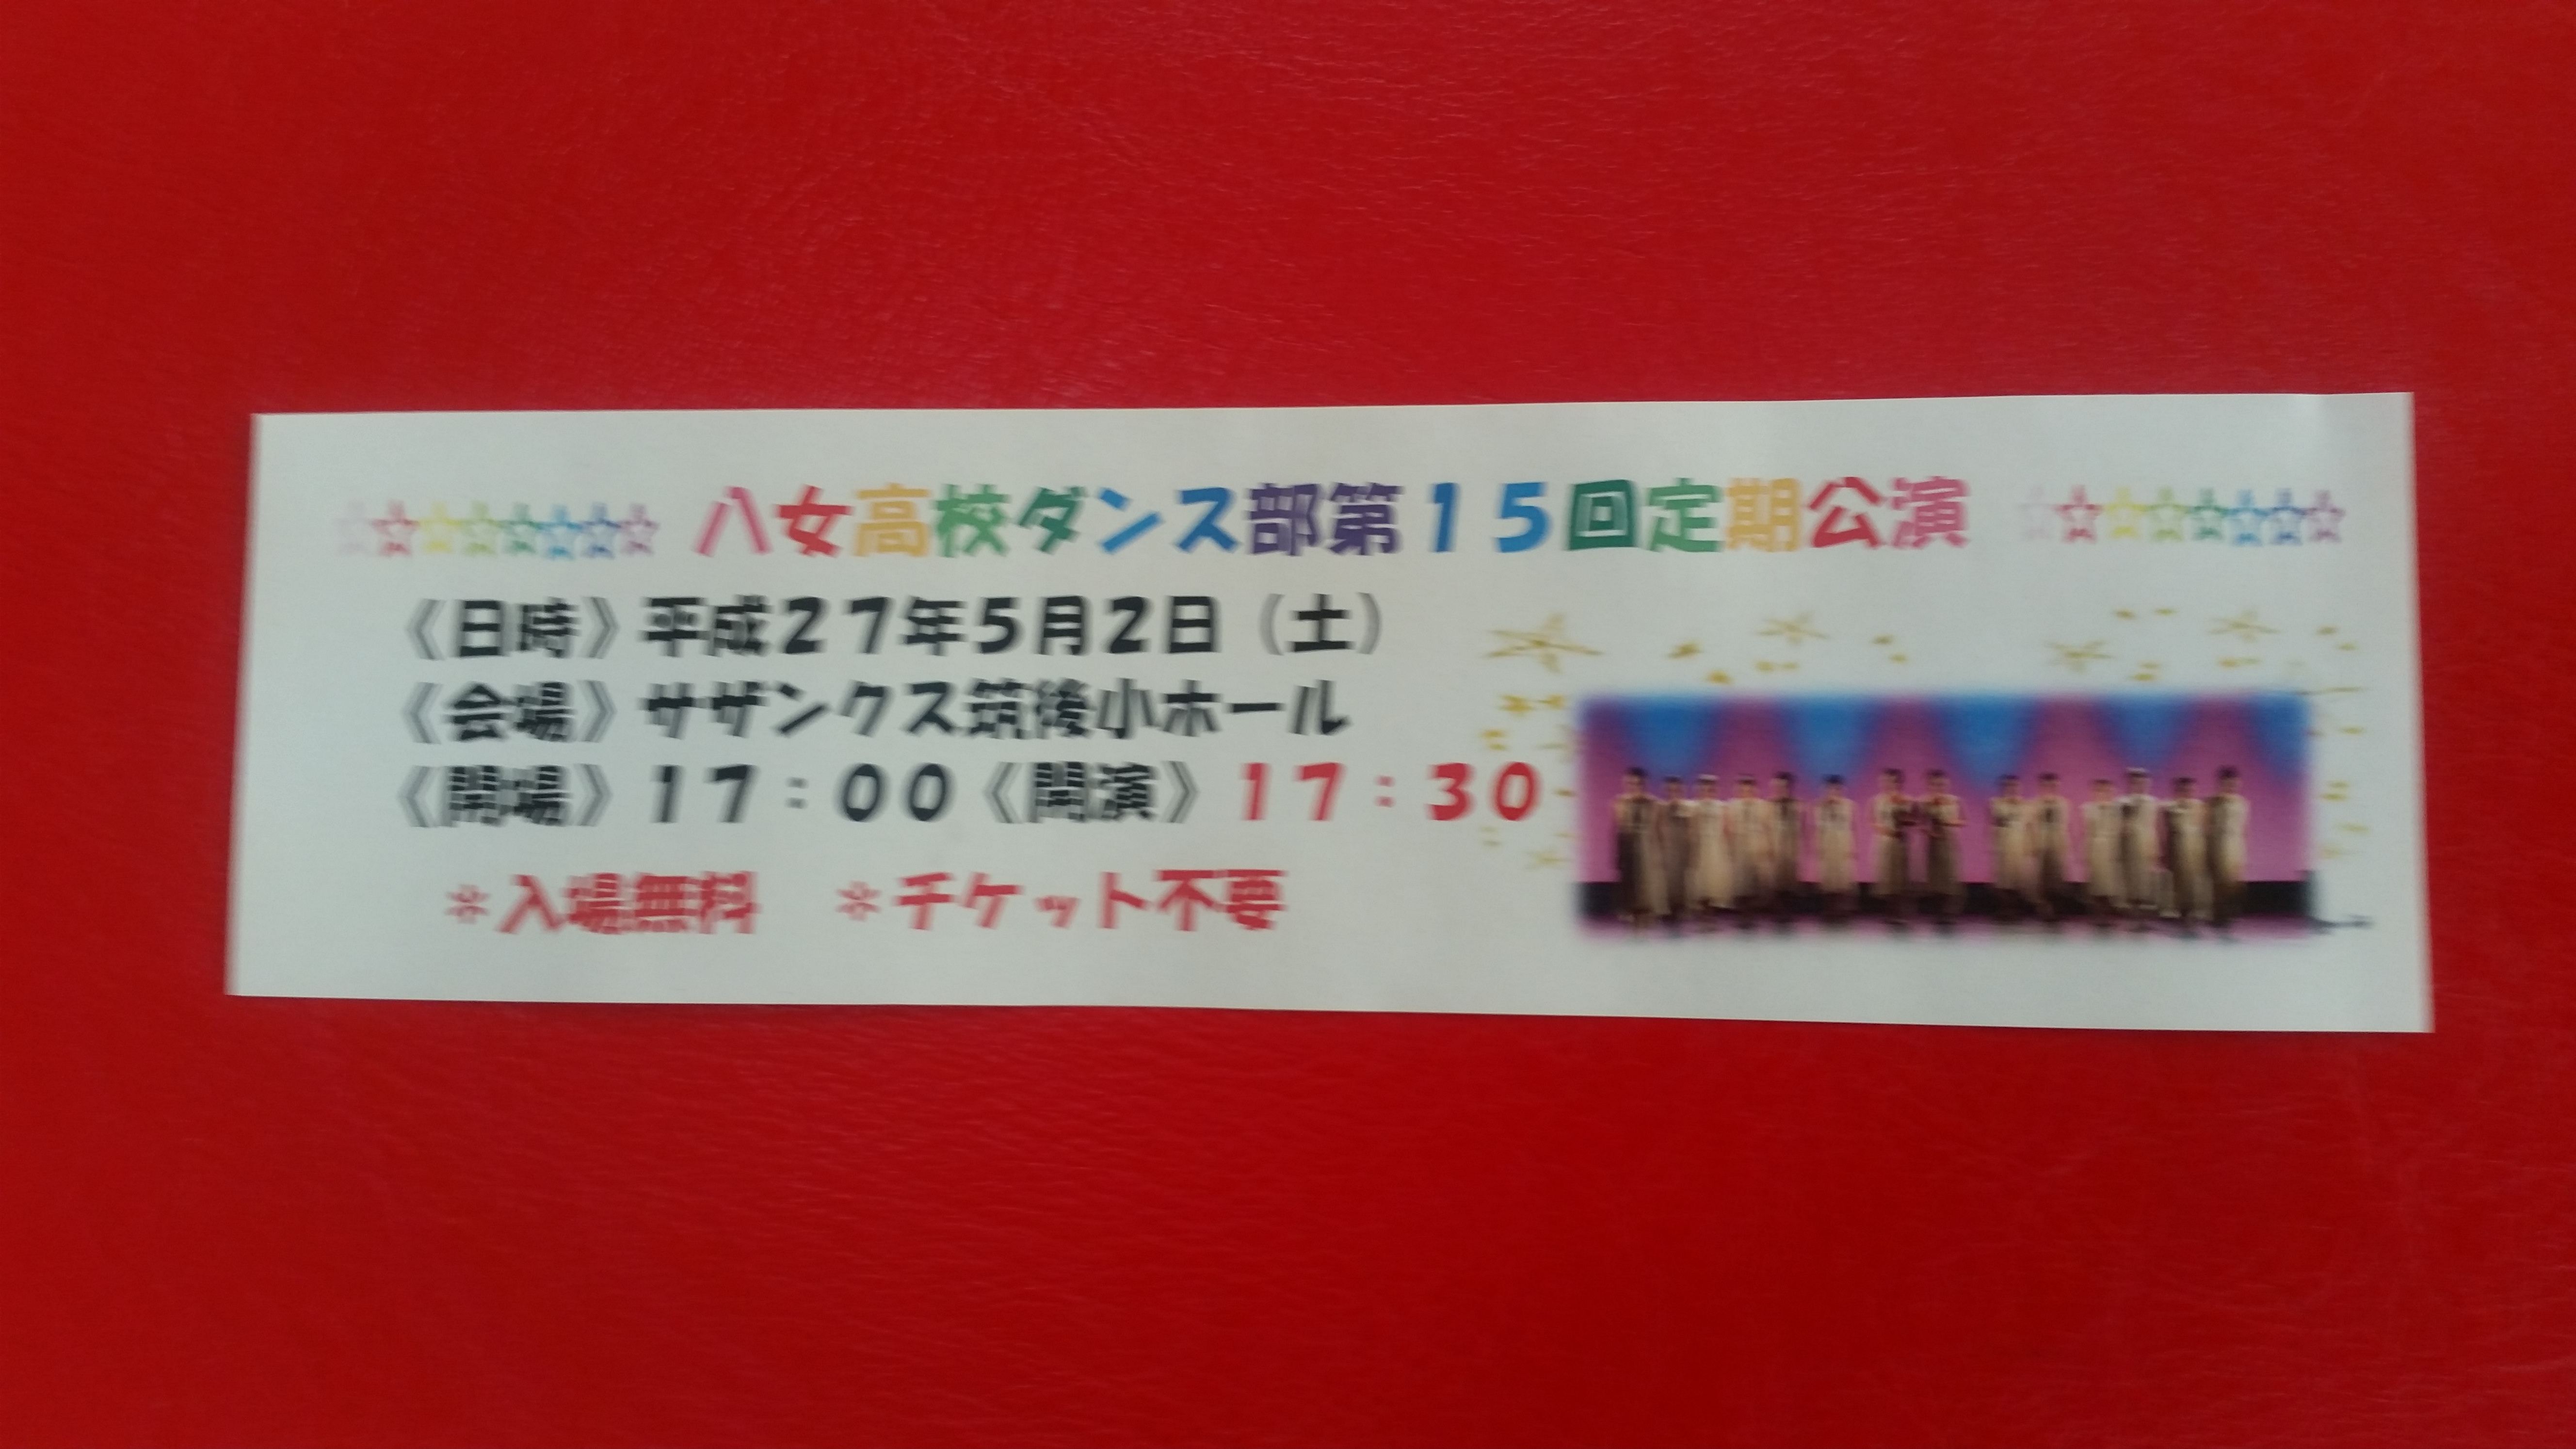 ☆☆☆☆☆☆☆☆ 八女高校ダンス部第15回定期公演 ☆☆☆☆☆☆☆☆
《日時》平成27年5月2日（土）
《会場》サザンクス筑後小ホール
《開場》17：00《開演》17：30
＊入場無料　＊チケット不要